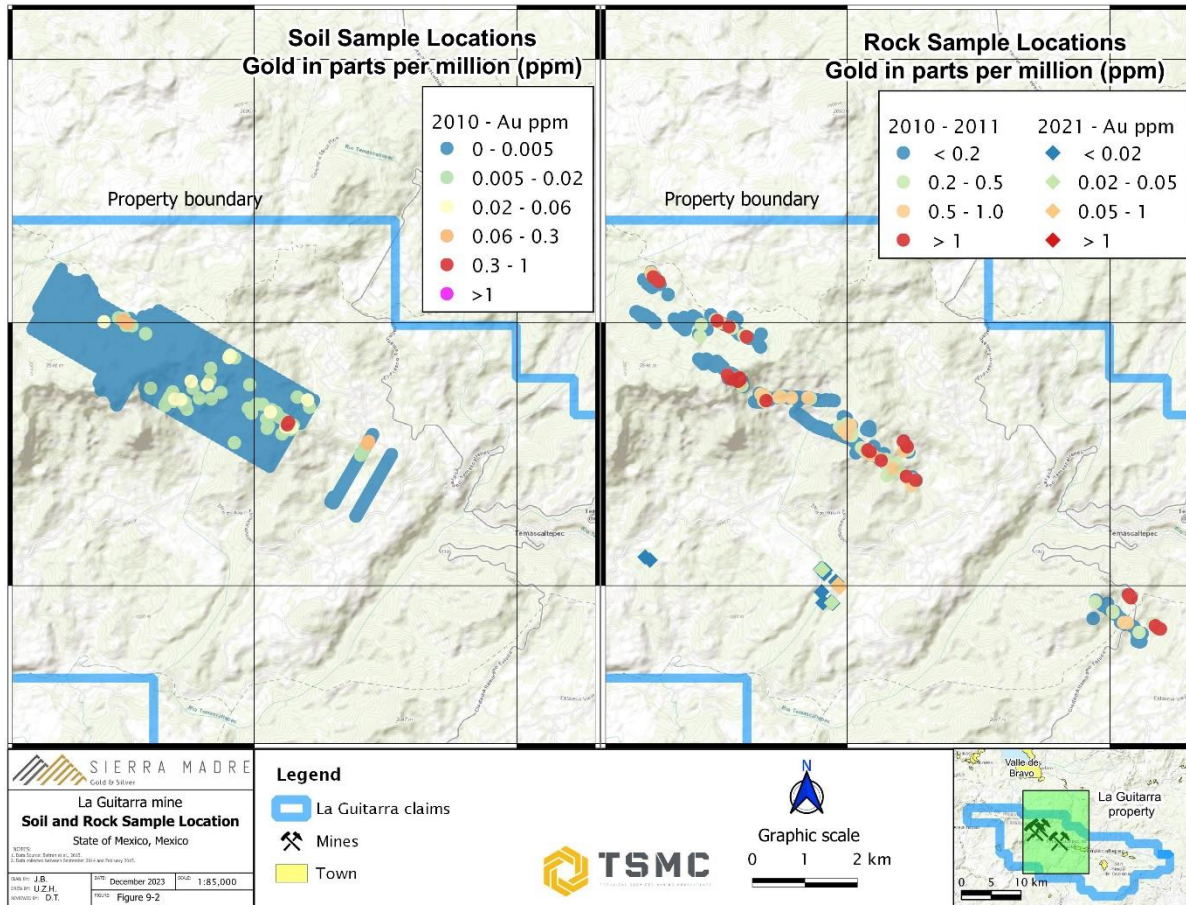 Soil Sample Locations
Gold in parts per million (ppm)
2010 - Au ppm
0 - 0.005
0.005 - 0.02
0.02 - 0.06
0.06 - 0.3
0.3 - 1
>1
Property boundary
Rock Sample Locations
Gold in parts per million (ppm)
2010 - 2011
2021 - Au ppm
< 0.2
< 0.02
0.2 - 0.5
0.02 - 0.05
0.5 - 1.0
0.05 - 1
> 1
> 1
Property boundary
Temascaltepec
SIERRA MADRE
Gold & Silver
La Guitarra mine
Soil and Rock Sample Location
State of Mexico, Mexico
NOTES:
J.B.
DATE: December 2023
SCALE: 1:85,000
U.Z.H.
D.T.
FIGURE: Figure 9-2
Legend
La Guitarra claims
Mines
Town
TSMC
N
Graphic scale
0 1 2 km
Valle de
Bravo
La Guitarra
property
0 5 10 km